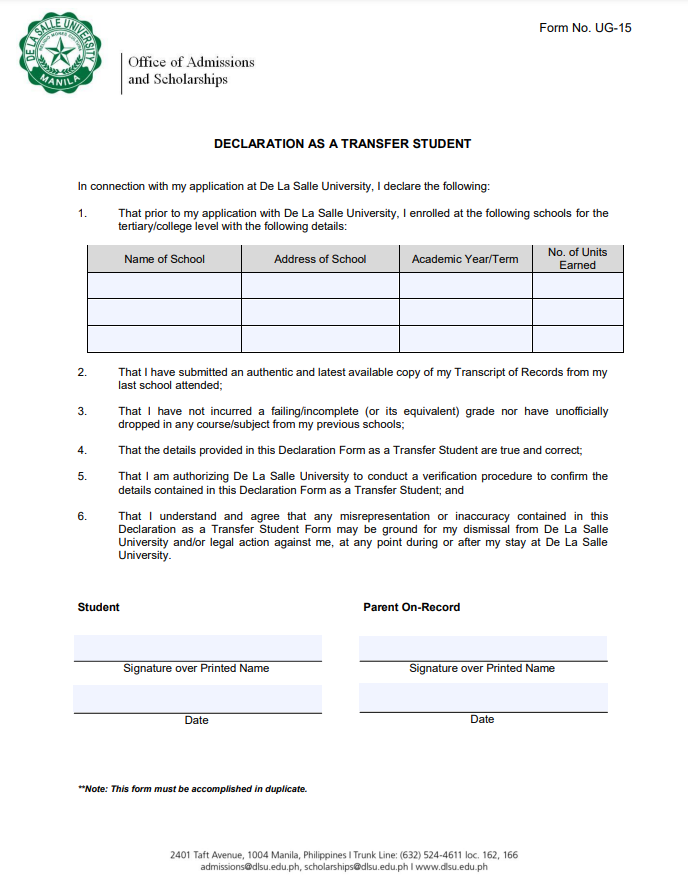 DE LA SALLE UNIVERSITY
MANILA
Form No. UG-15
Office of Admissions
and Scholarships
DECLARATION AS A TRANSFER STUDENT
In connection with my application at De La Salle University, I declare the following:
1. That prior to my application with De La Salle University, I enrolled at the following schools for the
tertiary/college level with the following details:
Name of School Address of School Academic Year/Term No. of Units
Earned
2. That I have submitted an authentic and latest available copy of my Transcript of Records from my
last school attended;
3. That I have not incurred a failing/incomplete (or its equivalent) grade nor have unofficially
dropped in any course/subject from my previous schools;
4. That the details provided in this Declaration Form as a Transfer Student are true and correct;
5. That I am authorizing De La Salle University to conduct a verification procedure to confirm the
details contained in this Declaration Form as a Transfer Student; and
6. That I understand and agree that any misrepresentation or inaccuracy contained in this
Declaration as a Transfer Student Form may be ground for my dismissal from De La Salle
University and/or legal action against me, at any point during or after my stay at De La Salle
University.
Student Parent On-Record
Signature over Printed Name Signature over Printed Name
Date Date
**Note: This form must be accomplished in duplicate.
2401 Taft Avenue, 1004 Manila, Philippines I Trunk Line: (632) 524-4611 loc. 162, 166
admissions@dlsu.edu.ph, scholarships@dlsu.edu.ph I www.dlsu.edu.ph